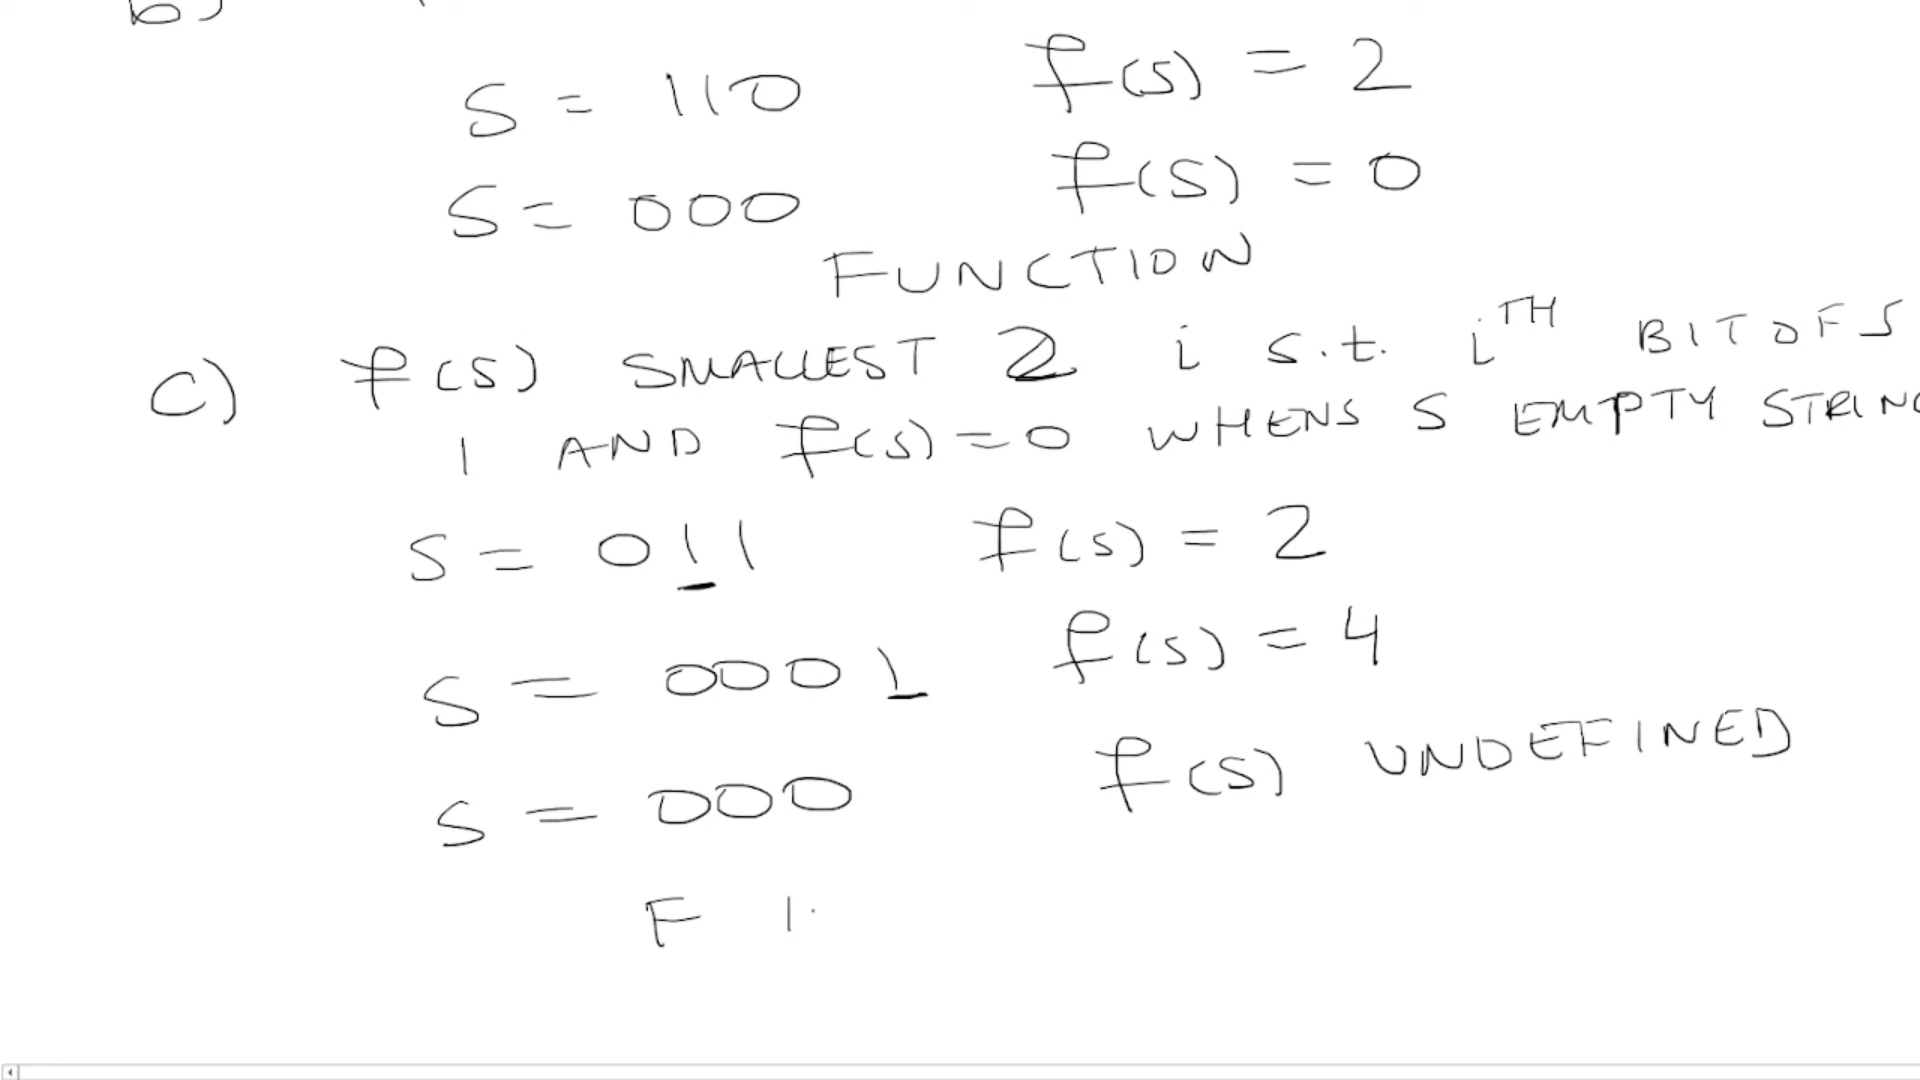 b)
S = 110 f(s) = 2
S = 000 f(s) = 0
FUNCTION
c) f(s) SMALLEST 2 i s.t. i TH BIT OF S
1 AND f(s) = 0 WHENS S EMPTY STRING
S = 011 f(s) = 2
S = 0001 f(s) = 4
S = 000 f(s) UNDEFINED
F 1